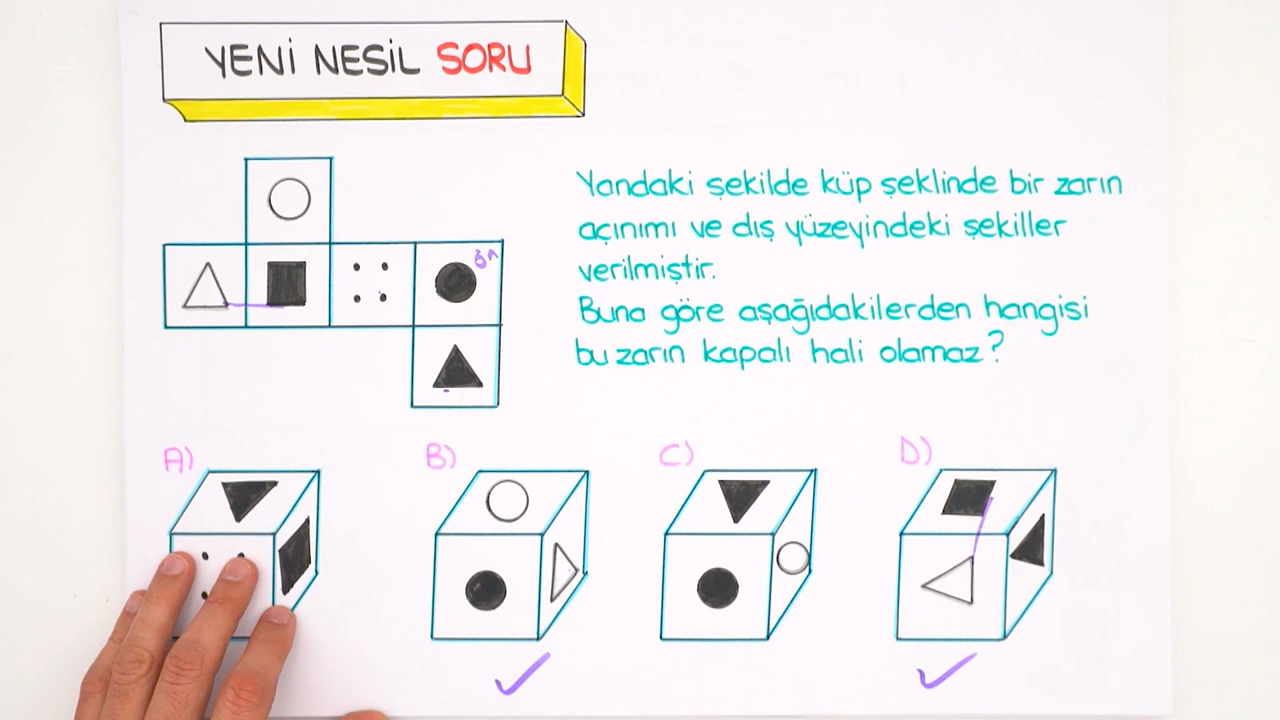 YENİ NESİL SORU
Yandaki şekilde küp şeklinde bir zarın
açınımı ve dış yüzeyindeki şekiller
verilmiştir.
Buna göre aşağıdakilerden hangisi
bu zarın kapalı hali olamaz?
A)
B)
C)
D)